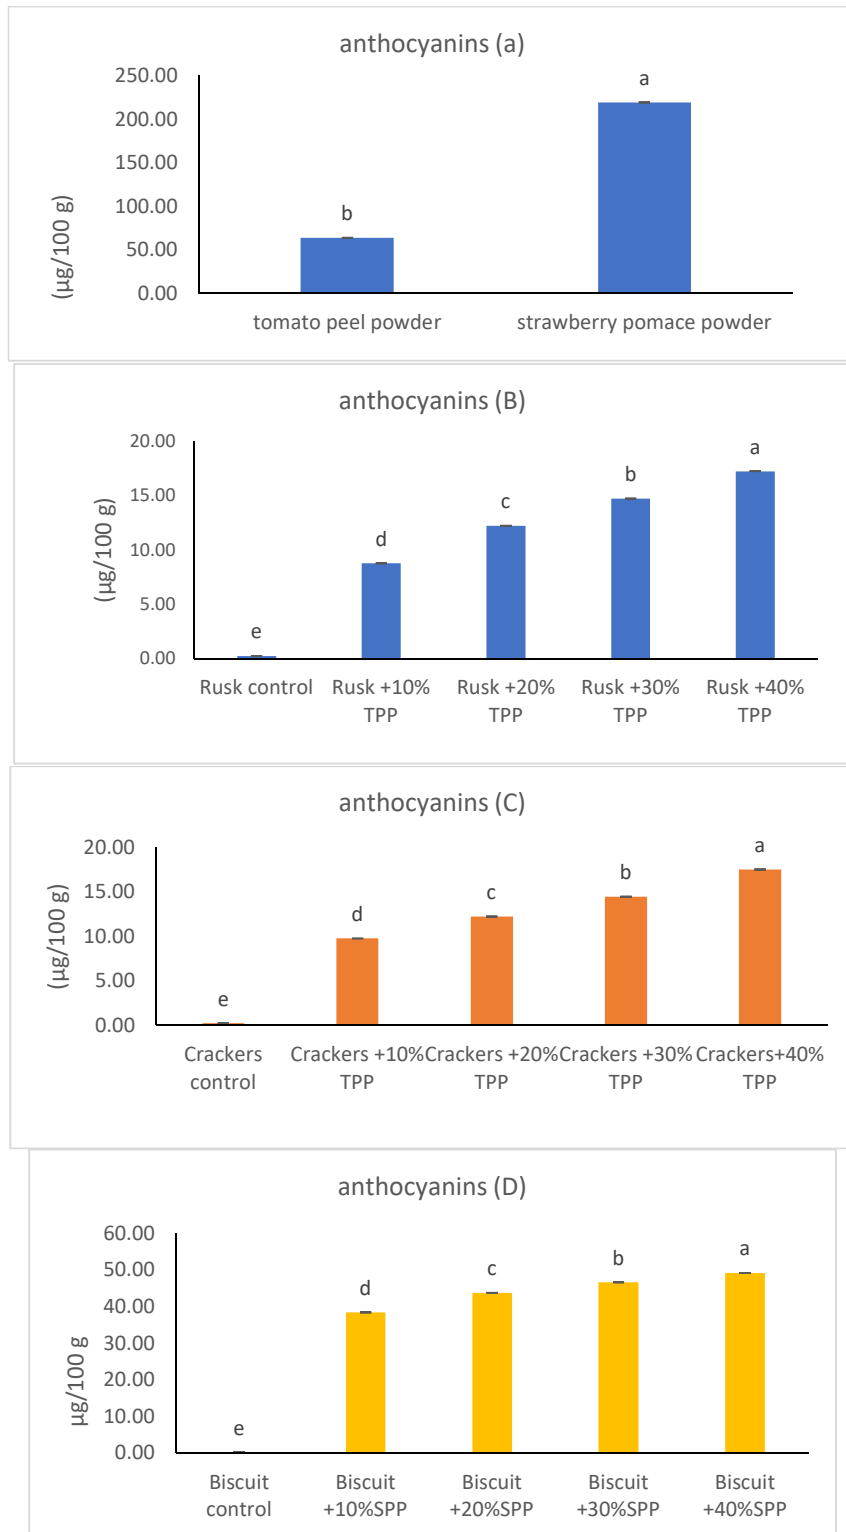 anthocyanins (a)
250.00
200.00
150.00
100.00
50.00
0.00
(µg/100 g)
b
a
tomato peel powder
strawberry pomace powder
anthocyanins (B)
20.00
15.00
10.00
5.00
0.00
(µg/100 g)
e
d
c
b
a
Rusk control
Rusk +10%
TPP
Rusk +20%
TPP
Rusk +30%
TPP
Rusk +40%
TPP
anthocyanins (C)
20.00
15.00
10.00
5.00
0.00
(µg/100 g)
e
d
c
b
a
Crackers
control
Crackers +10%
TPP
Crackers +20%
TPP
Crackers +30%
TPP
Crackers+40%
TPP
anthocyanins (D)
60.00
50.00
40.00
30.00
20.00
10.00
0.00
µg/100 g
e
d
c
b
a
Biscuit
control
Biscuit
+10%SPP
Biscuit
+20%SPP
Biscuit
+30%SPP
Biscuit
+40%SPP